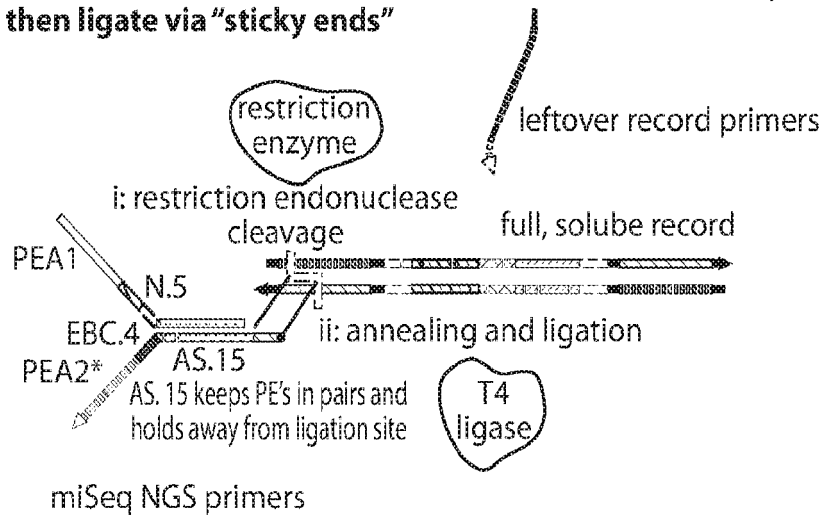 then ligate via “sticky ends”
restriction
enzyme
leftover record primers
i: restriction endonuclease
cleavage
full, solube record
PEA1
N.5
EBC.4
ii: annealing and ligation
PEA2*
AS.15
AS. 15 keeps PE's in pairs and
holds away from ligation site
T4
ligase
miSeq NGS primers